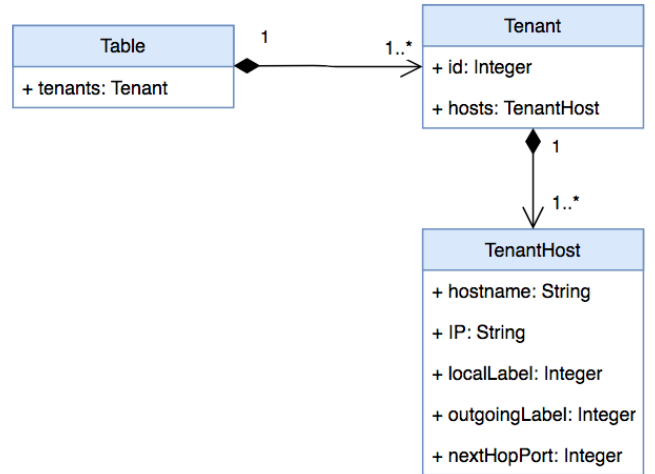 Table
+ tenants: Tenant
1
1..*
Tenant
+ id: Integer
+ hosts: TenantHost
1
1..*
TenantHost
+ hostname: String
+ IP: String
+ localLabel: Integer
+ outgoingLabel: Integer
+ nextHopPort: Integer